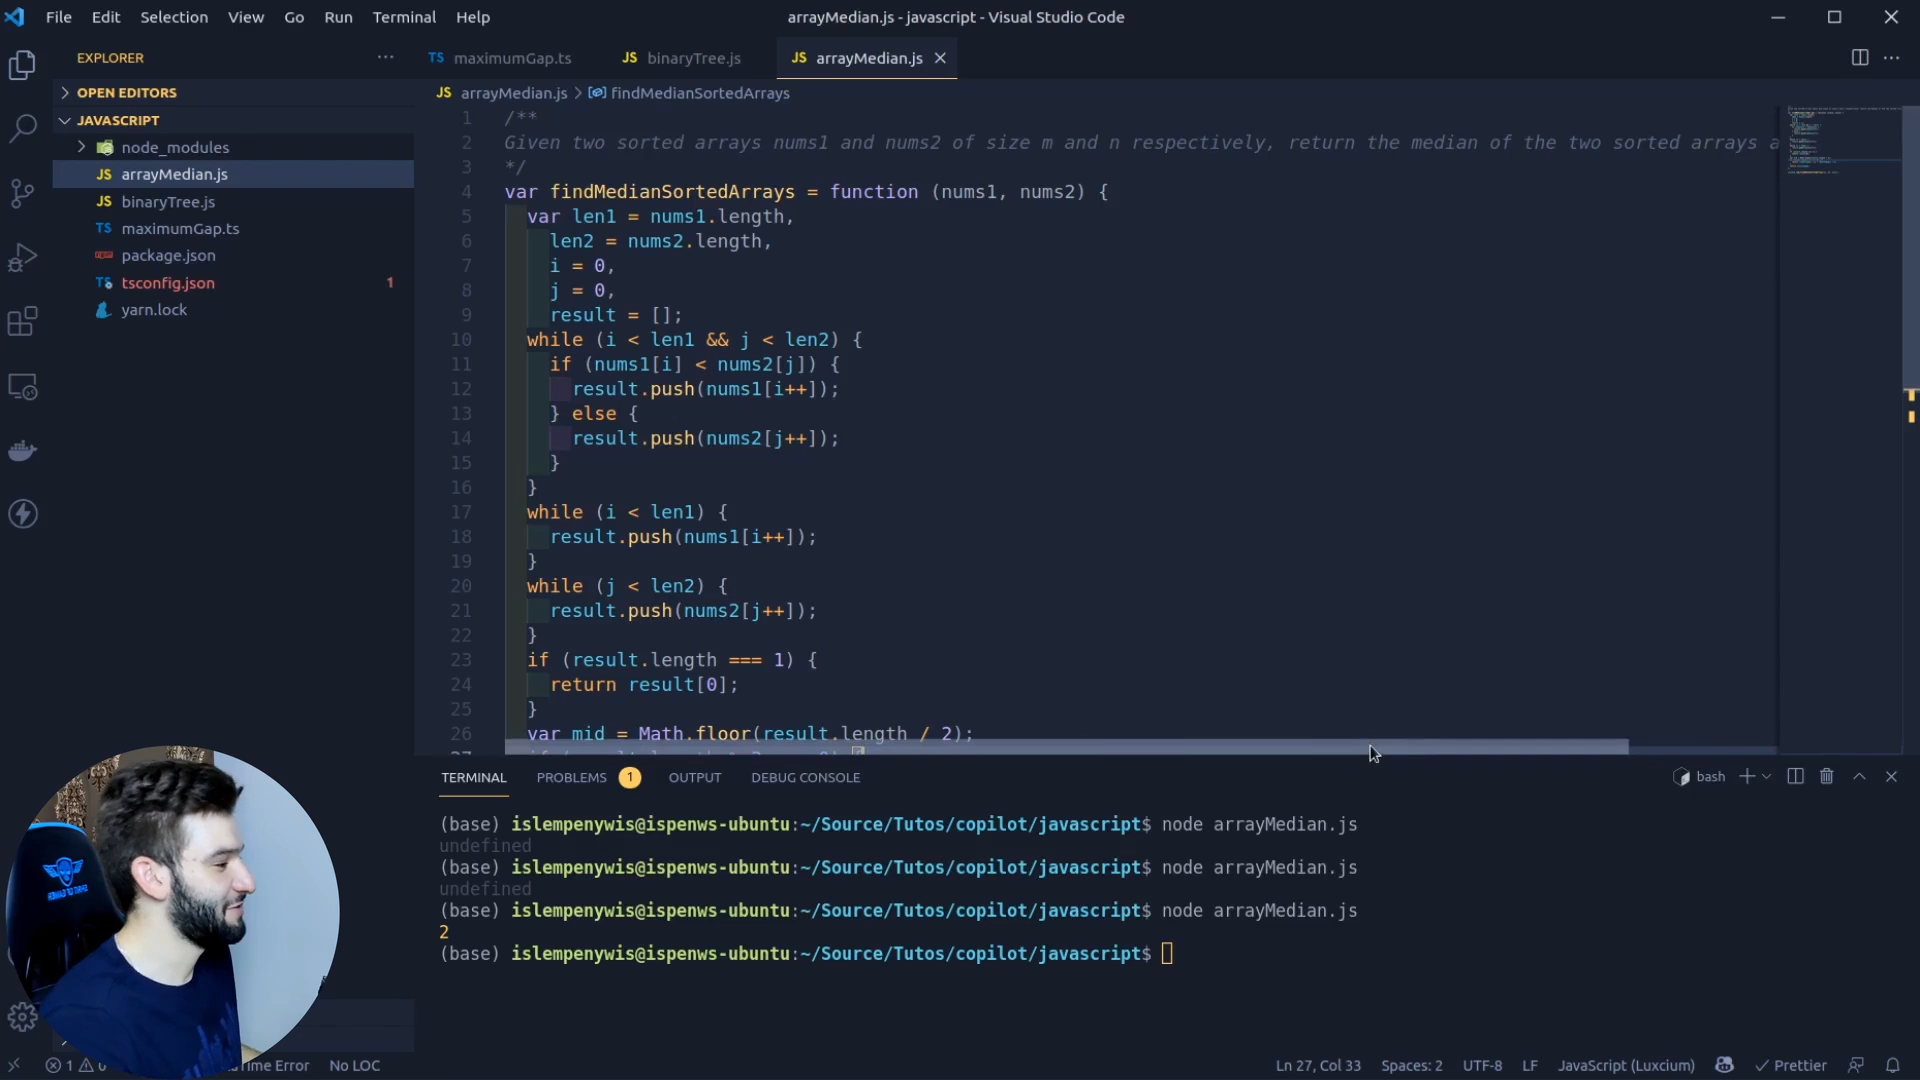 File Edit Selection View Go Run Terminal Help
arrayMedian.js - javascript - Visual Studio Code
EXPLORER
TS maximumGap.ts
JS binaryTree.js
JS arrayMedian.js
OPEN EDITORS
JAVASCRIPT
node_modules
JS arrayMedian.js
JS binaryTree.js
TS maximumGap.ts
package.json
TS tsconfig.json 1
yarn.lock
JS arrayMedian.js > findMedianSortedArrays
1 /**
2 Given two sorted arrays nums1 and nums2 of size m and n respectively, return the median of the two sorted arrays a
3 */
4 var findMedianSortedArrays = function (nums1, nums2) {
5 var len1 = nums1.length,
6 len2 = nums2.length,
7 i = 0,
8 j = 0,
9 result = [];
10 while (i < len1 && j < len2) {
11 if (nums1[i] < nums2[j]) {
12 result.push(nums1[i++]);
13 } else {
14 result.push(nums2[j++]);
15 }
16 }
17 while (i < len1) {
18 result.push(nums1[i++]);
19 }
20 while (j < len2) {
21 result.push(nums2[j++]);
22 }
23 if (result.length === 1) {
24 return result[0];
25 }
26 var mid = Math.floor(result.length / 2);
TERMINAL PROBLEMS 1 OUTPUT DEBUG CONSOLE
bash
(base) islempenywis@ispenws-ubuntu:~/Source/Tutos/copilot/javascript$ node arrayMedian.js
undefined
(base) islempenywis@ispenws-ubuntu:~/Source/Tutos/copilot/javascript$ node arrayMedian.js
undefined
(base) islempenywis@ispenws-ubuntu:~/Source/Tutos/copilot/javascript$ node arrayMedian.js
2
(base) islempenywis@ispenws-ubuntu:~/Source/Tutos/copilot/javascript$
1 Time Error No LOC Ln 27, Col 33 Spaces: 2 UTF-8 LF JavaScript (Luxcium) Prettier